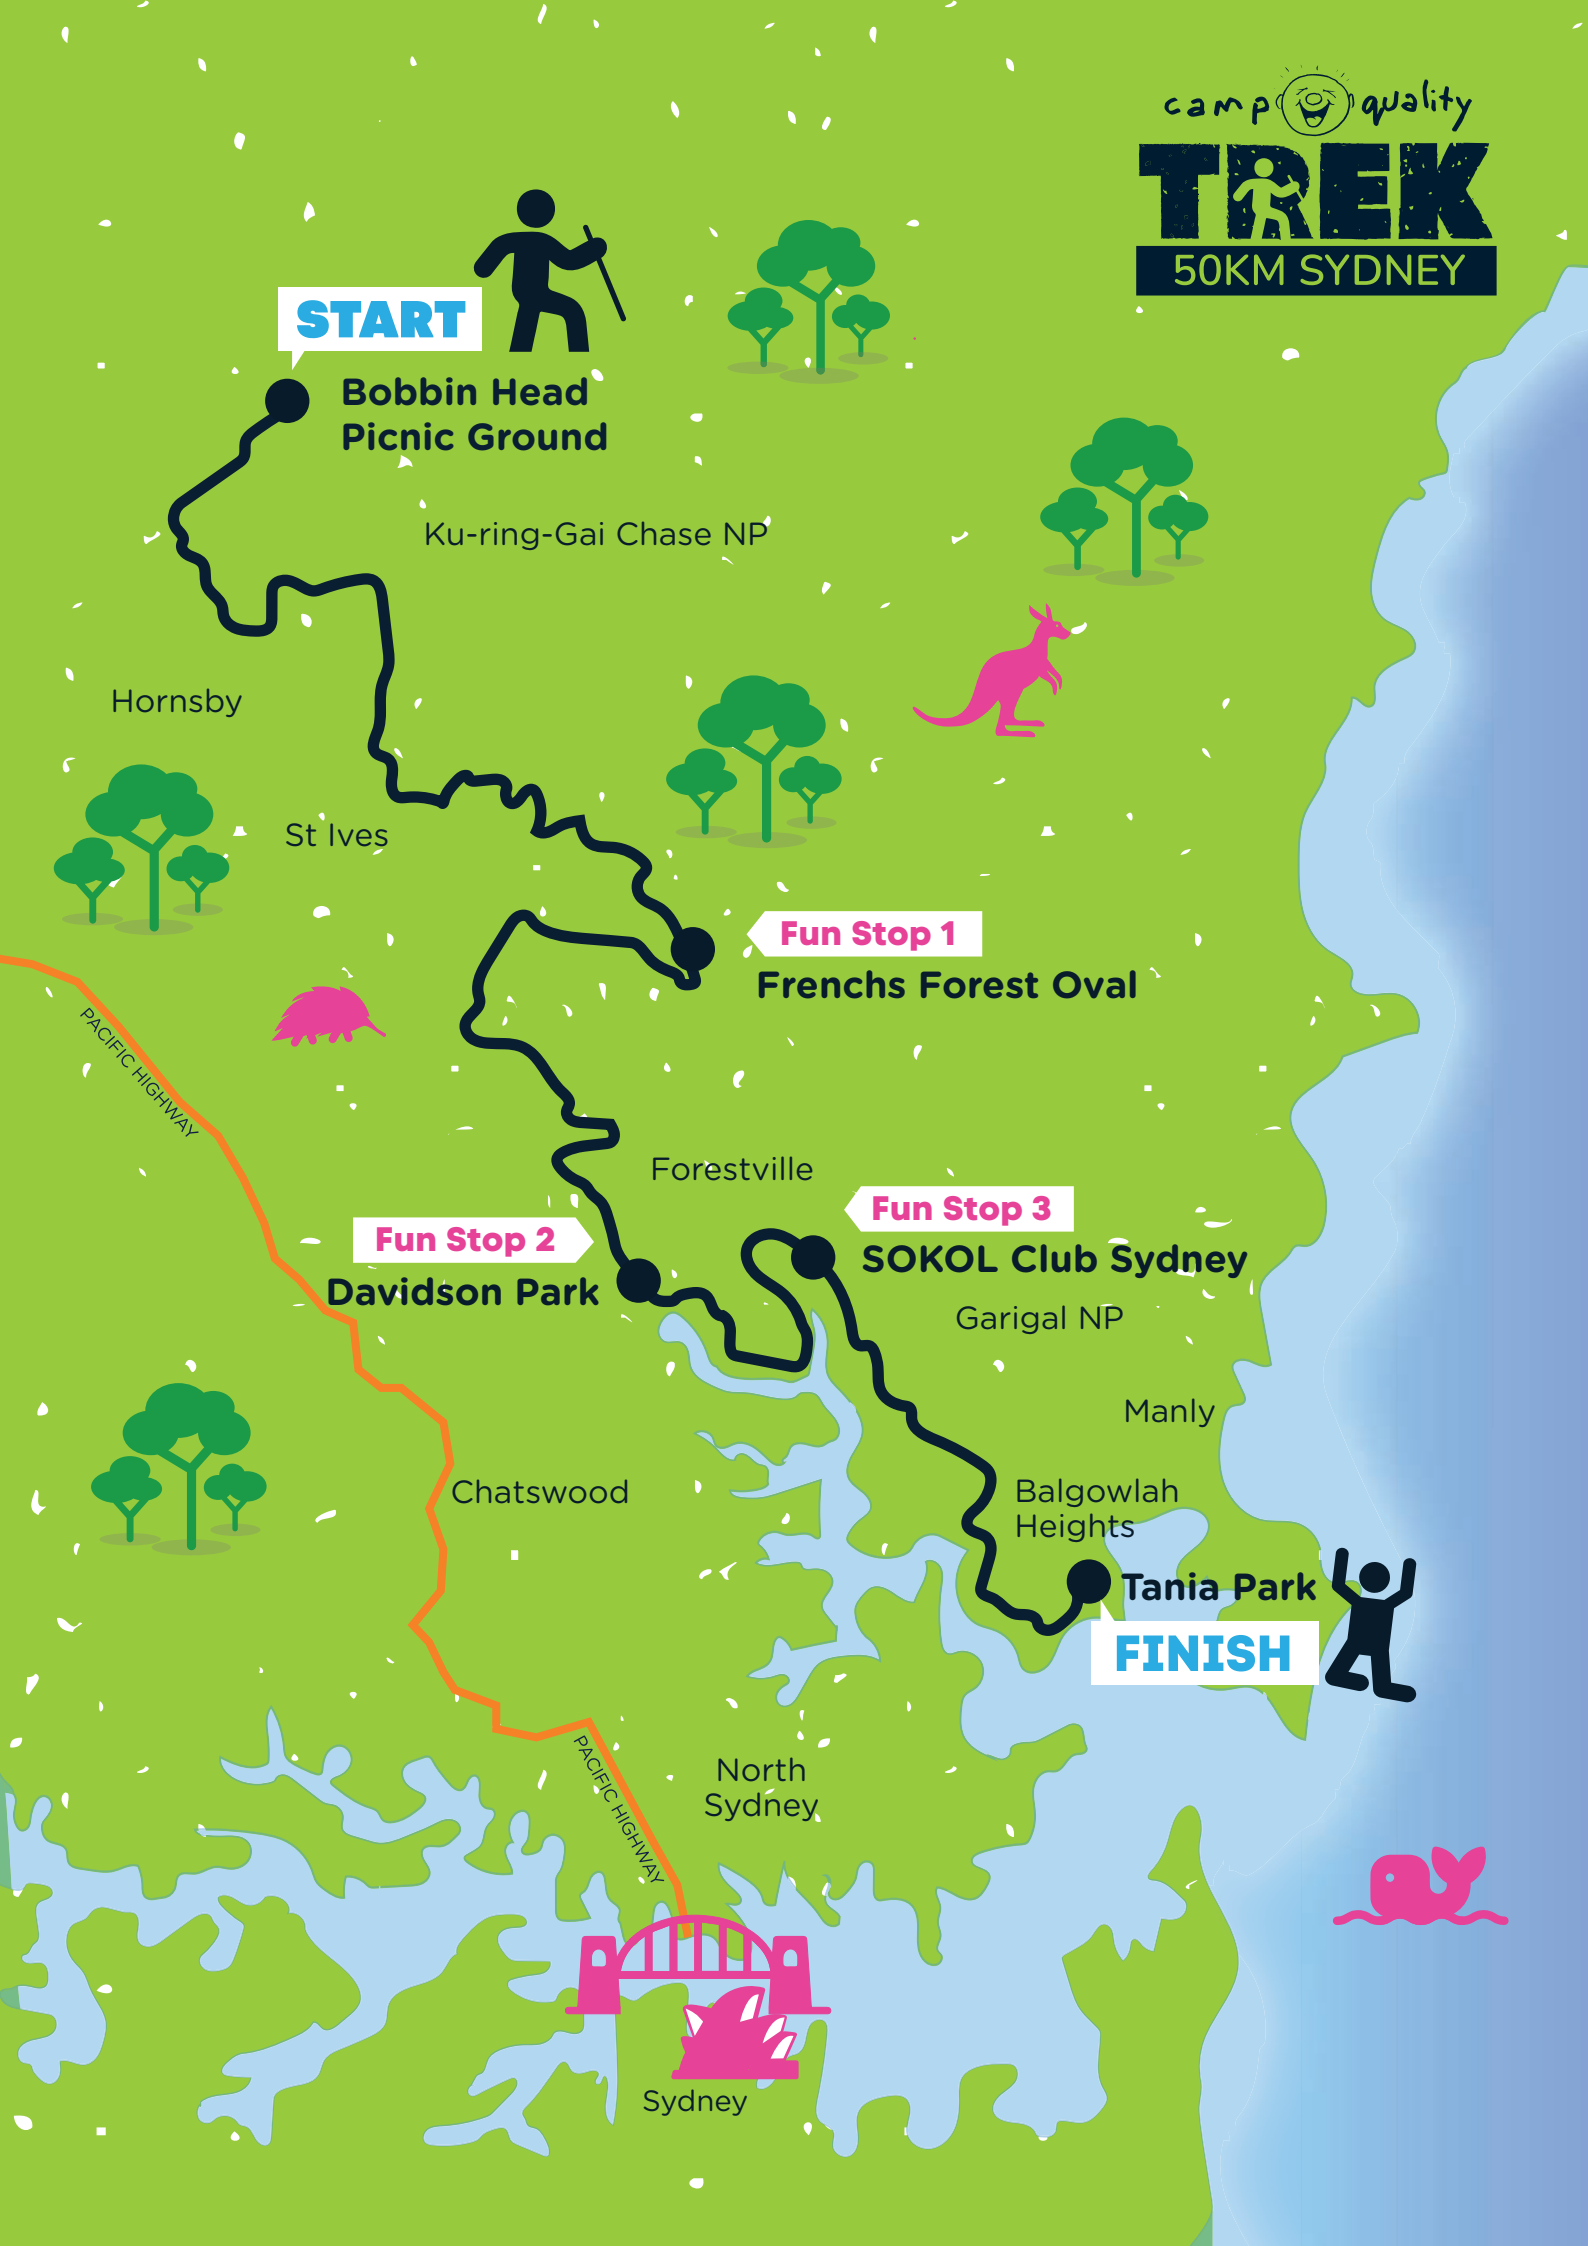 camp quality
TREK
50KM SYDNEY
START
Bobbin Head
Picnic Ground
Ku-ring-Gai Chase NP
Hornsby
St Ives
Fun Stop 1
Frenchs Forest Oval
PACIFIC HIGHWAY
Forestville
Fun Stop 3
SOKOL Club Sydney
Fun Stop 2
Davidson Park
Garigal NP
Manly
Chatswood
Balgowlah
Heights
Tania Park
FINISH
PACIFIC HIGHWAY
North
Sydney
Sydney